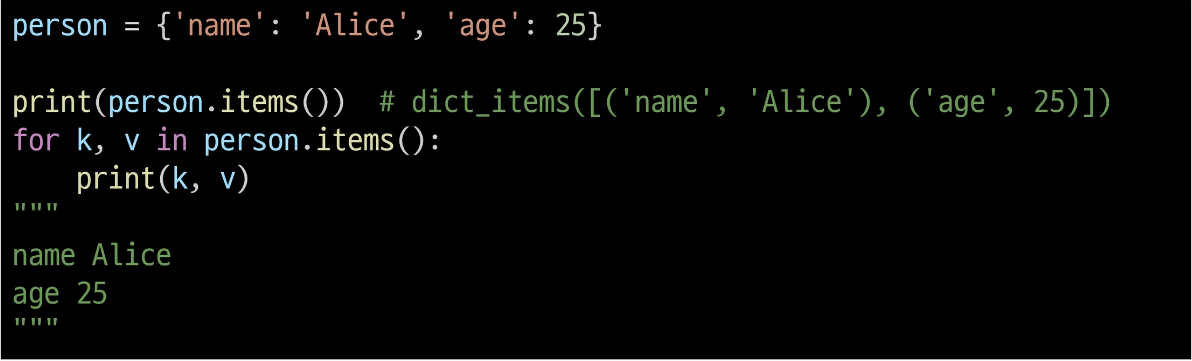 person = {'name': 'Alice', 'age': 25}

print(person.items())  # dict_items([('name', 'Alice'), ('age', 25)])
for k, v in person.items():
    print(k, v)
"""
name Alice
age 25
"""